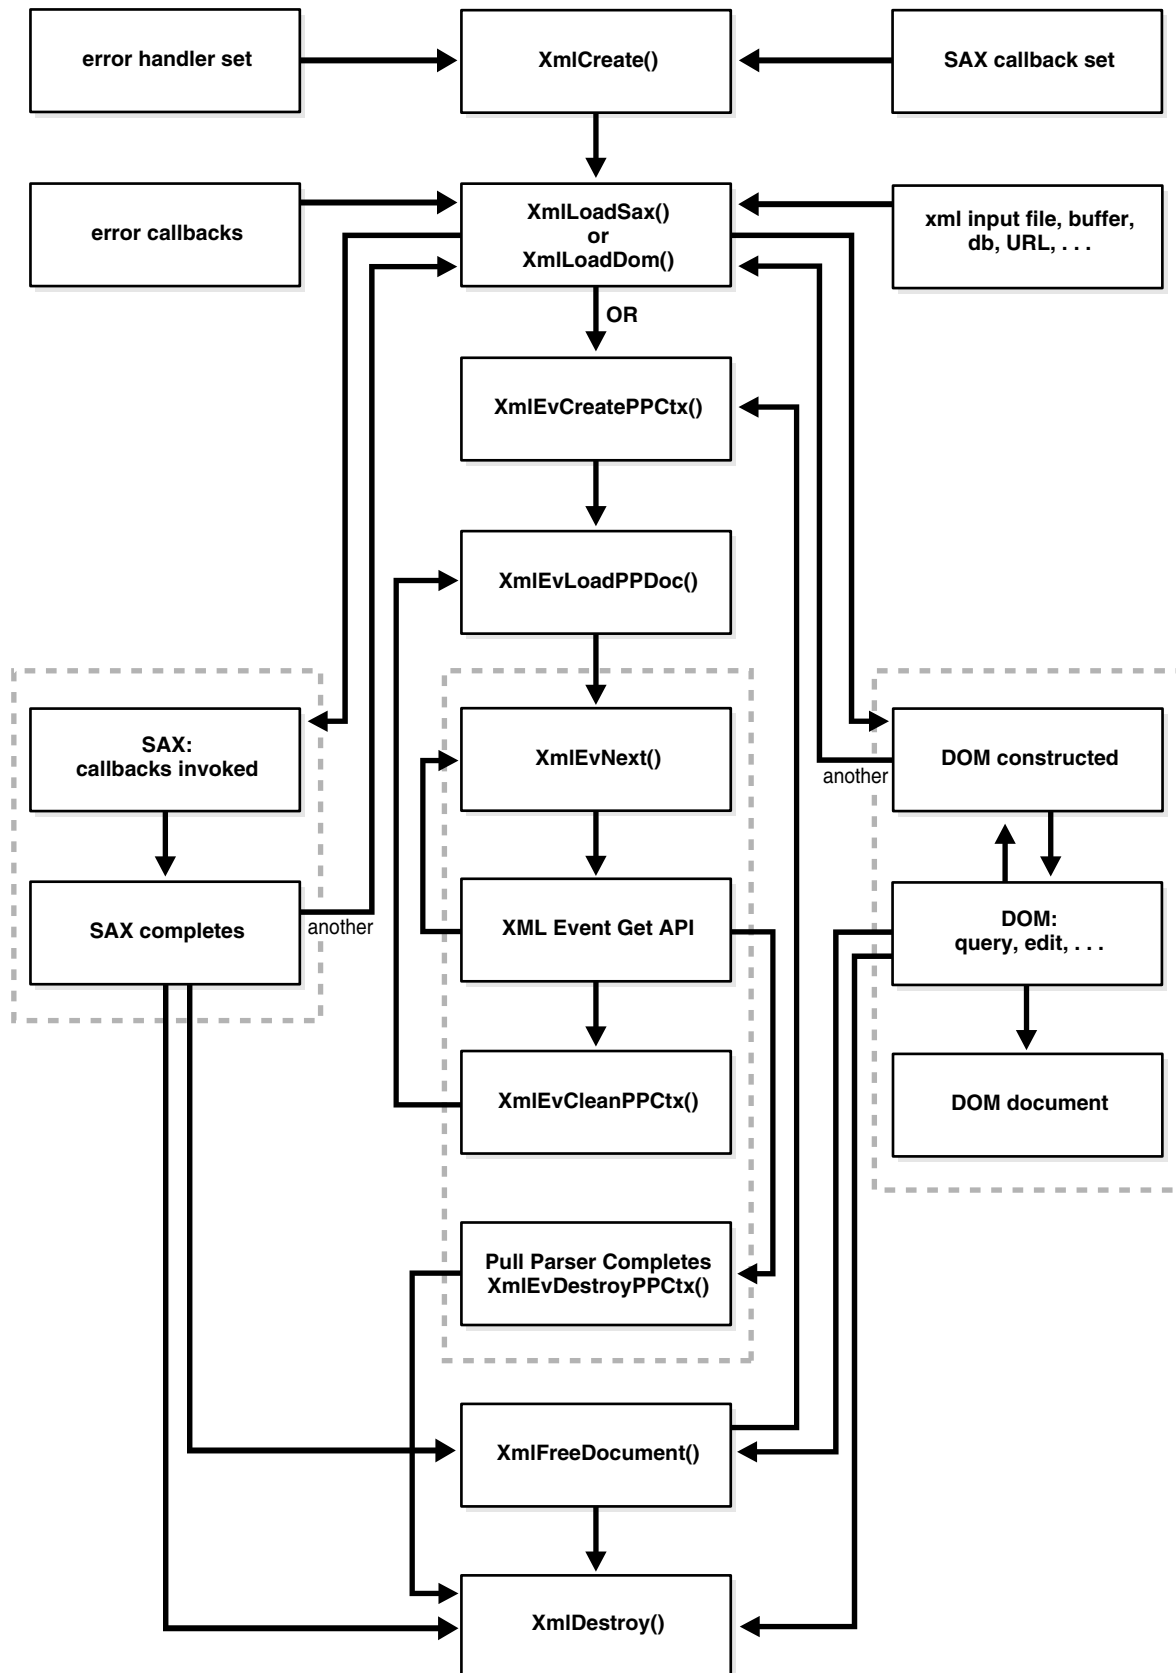 error handler set
XmlCreate()
SAX callback set
error callbacks
XmlLoadSax()
or
XmlLoadDom()
xml input file, buffer,
db, URL, . . .
OR
XmlEvCreatePPCtx()
XmlEvLoadPPDoc()
SAX:
callbacks invoked
XmlEvNext()
DOM constructed
another
SAX completes
another
XML Event Get API
DOM:
query, edit, . . .
XmlEvCleanPPCtx()
DOM document
Pull Parser Completes
XmlEvDestroyPPCtx()
XmlFreeDocument()
XmlDestroy()